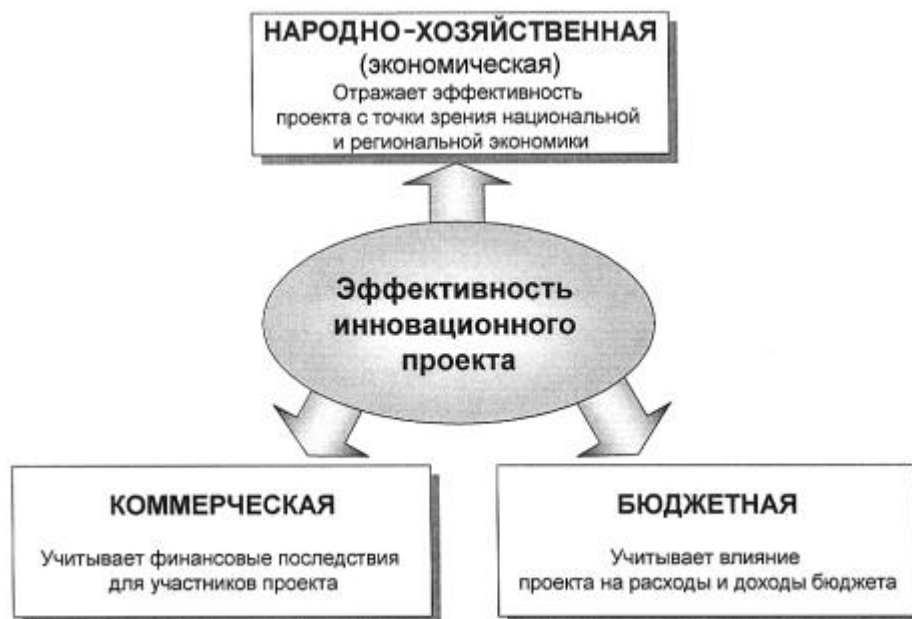 НАРОДНО-ХОЗЯЙСТВЕННАЯ
(экономическая)
Отражает эффективность
проекта с точки зрения национальной
и региональной экономики
Эффективность
инновационного
проекта
КОММЕРЧЕСКАЯ
Учитывает финансовые последствия
для участников проекта
БЮДЖЕТНАЯ
Учитывает влияние
проекта на расходы и доходы бюджета